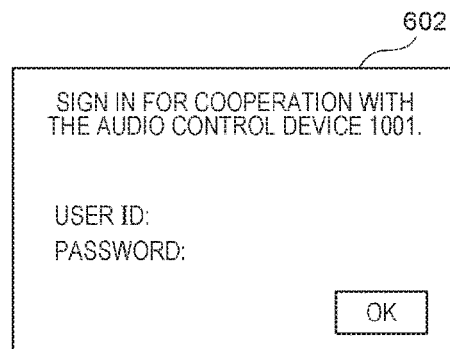 602
SIGN IN FOR COOPERATION WITH
THE AUDIO CONTROL DEVICE 1001.
USER ID:
PASSWORD:
OK